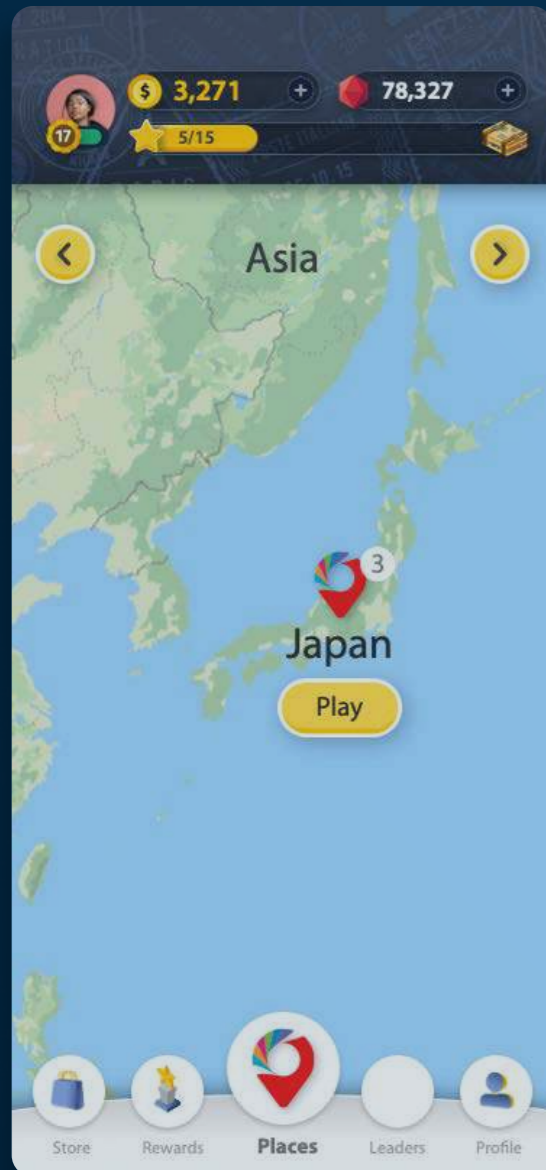 3,271
78,327
17
5/15
Asia
3
Japan
Play
Store
Rewards
Places
Leaders
Profile